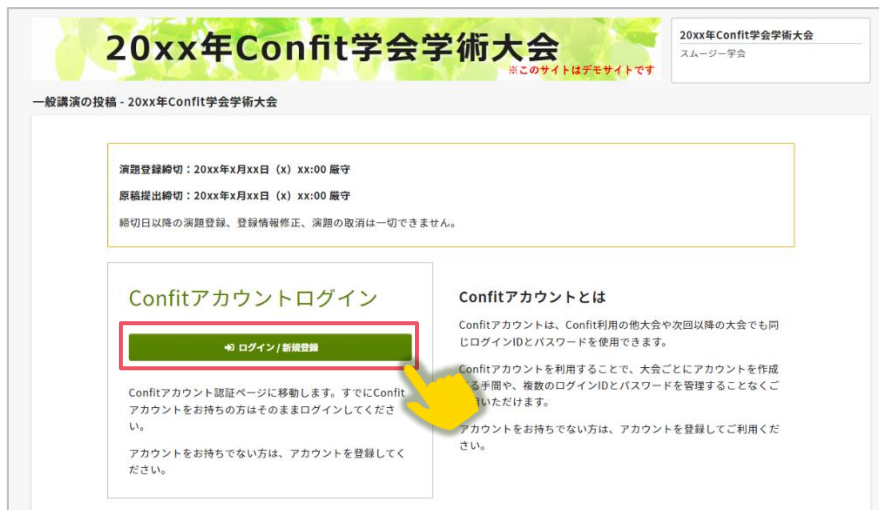 20xx年Confit学会学術大会
※このサイトはデモサイトです
20xx年Confit学会学術大会
スムージー学会
一般講演の投稿 - 20xx年Confit学会学術大会
演題登録締切：20xx年x月xx日（x）xx:00 厳守
原稿提出締切：20xx年x月xx日（x）xx:00 厳守
締切日以降の演題登録、登録情報修正、演題の取消は一切できません。
Confitアカウントログイン
ログイン / 新規登録
Confitアカウント認証ページに移動します。すでにConfit
アカウントをお持ちの方はそのままログインしてくださ
い。
アカウントをお持ちでない方は、アカウントを登録してく
ださい。
Confitアカウントとは
Confitアカウントは、Confit利用の他大会や次回以降の大会でも同
じログインIDとパスワードを使用できます。
Confitアカウントを利用することで、大会ごとにアカウントを作成
る手間や、複数のログインIDとパスワードを管理することなくご
用いただけます。
アカウントをお持ちでない方は、アカウントを登録してご利用くだ
さい。